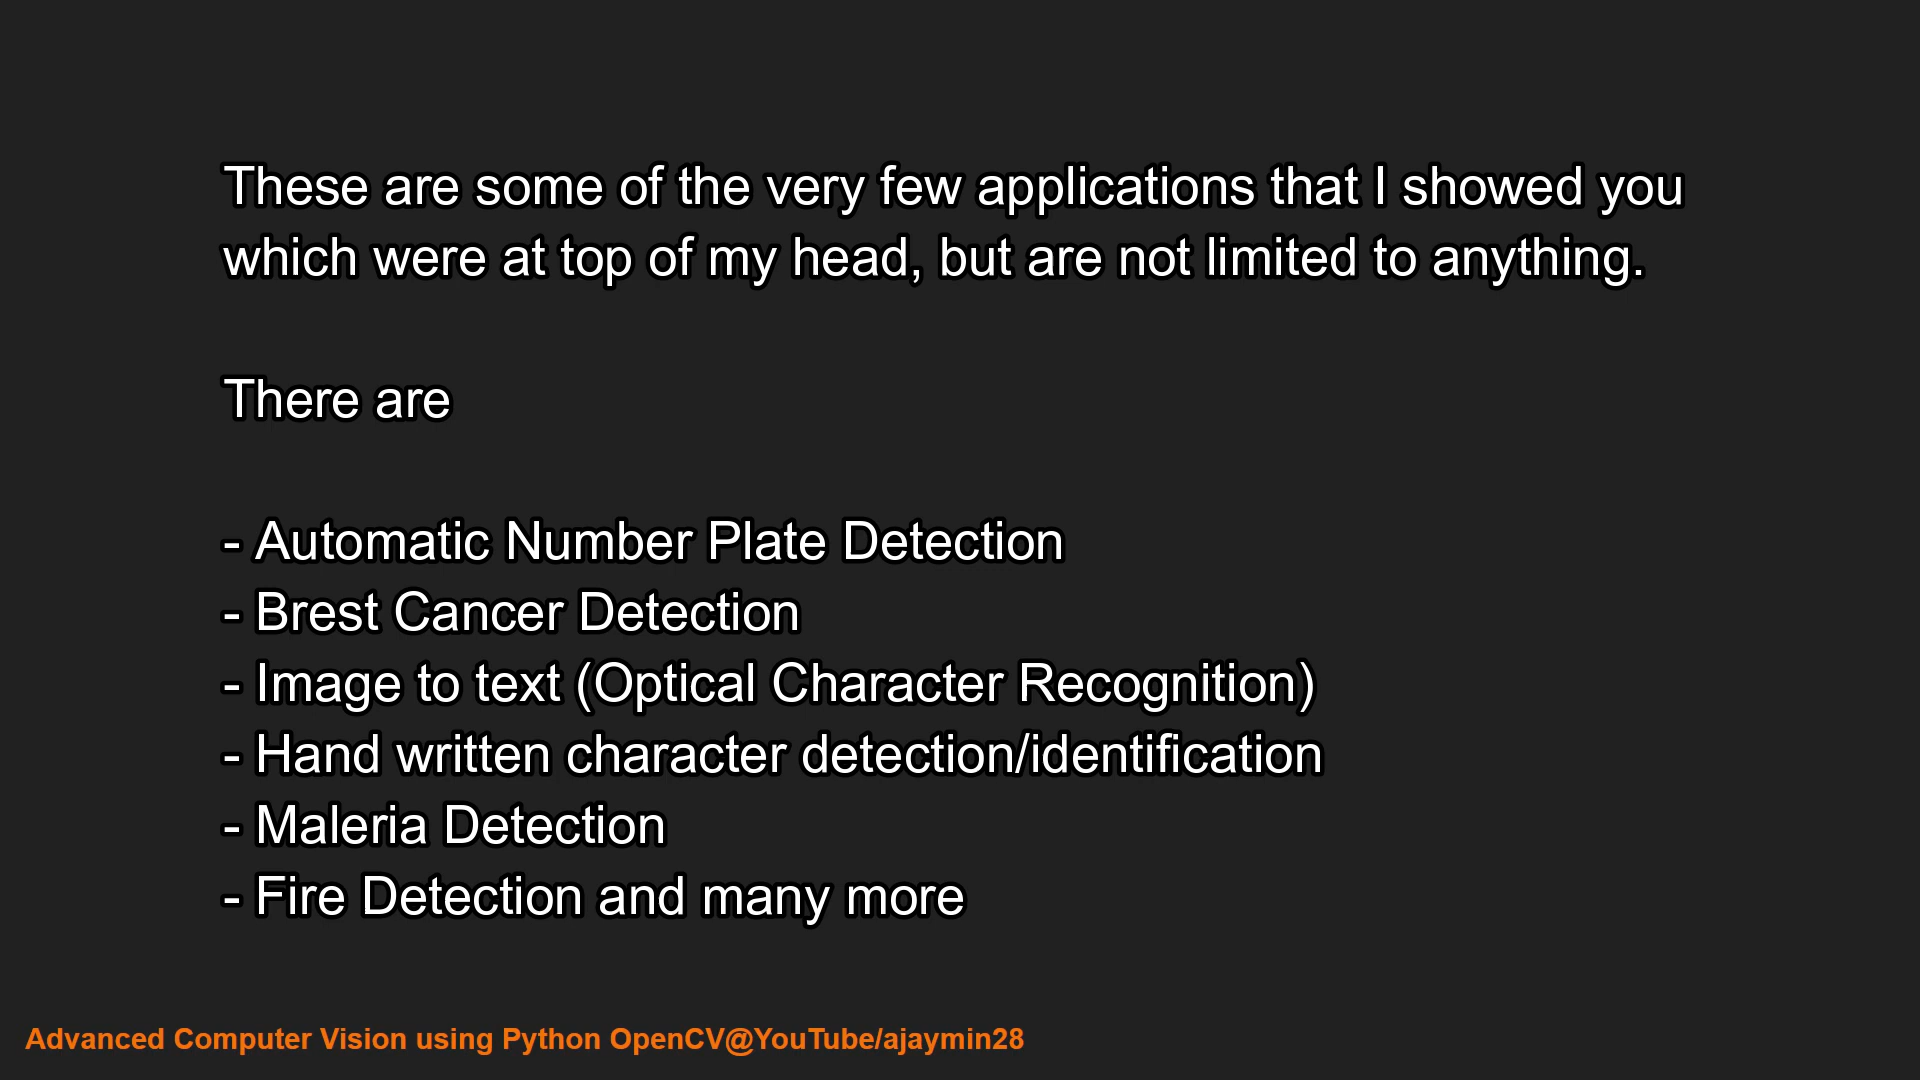 These are some of the very few applications that I showed you
which were at top of my head, but are not limited to anything.
There are
- Automatic Number Plate Detection
- Brest Cancer Detection
- Image to text (Optical Character Recognition)
- Hand written character detection/identification
- Maleria Detection
- Fire Detection and many more
Advanced Computer Vision using Python OpenCV@YouTube/ajaymin28